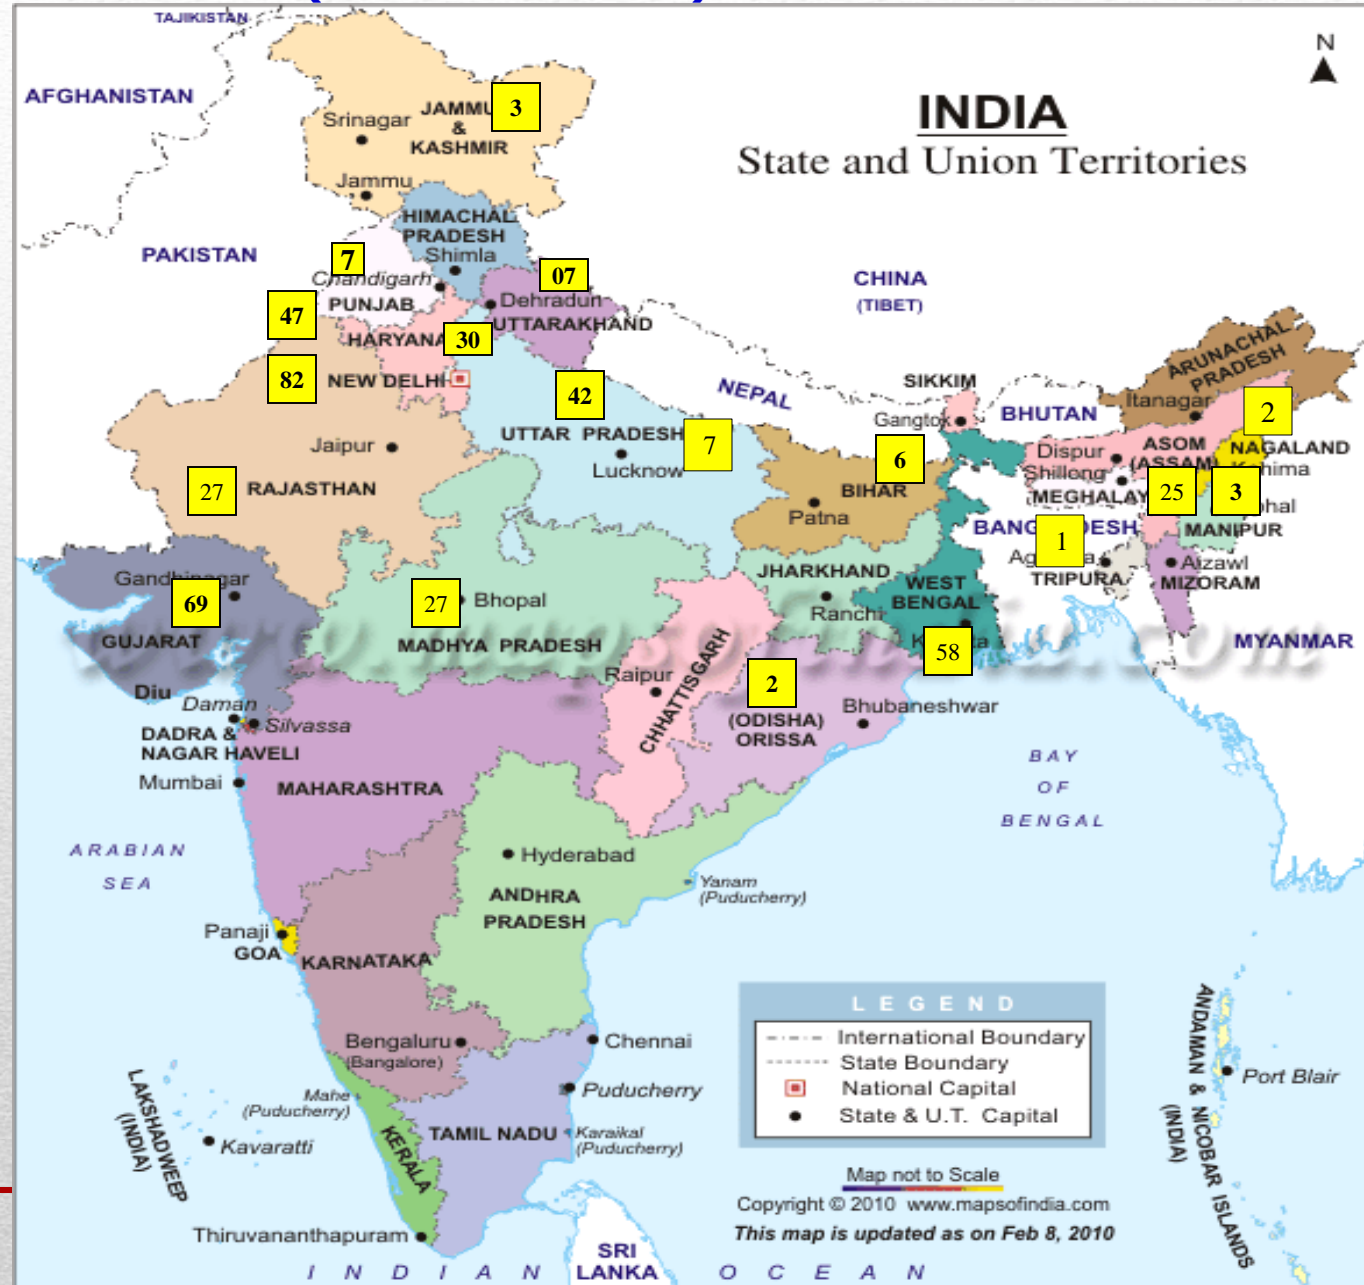 TAJIKISTAN
AFGHANISTAN
N
INDIA
State and Union Territories
JAMMU
3
&
KASHMIR
Srinagar
Jammu
HIMACHAL
PRADESH
Shimla
PAKISTAN
7
Chandigarh
PUNJAB
07
Dehradun
UTTARAKHAND
CHINA
(TIBET)
47
HARYANA
30
82
NEW DELHI
42
NEPAL
SIKKIM
Gangtok
BHUTAN
ARUNACHAL
PRADESH
Itanagar
2
Jaipur
UTTAR PRADESH
7
Lucknow
6
BIHAR
Patna
Dispur
Shillong
ASOM
(ASSAM)
NAGALAND
MEGHALAY
25
3
27
RAJASTHAN
BANG
DESH
1
MANIPUR
TRIPURA
Aizawl
MIZORAM
Gandhinagar
69
GUJARAT
27
Bhopal
MADHYA PRADESH
JHARKHAND
Ranchi
WEST
BENGAL
58
MYANMAR
Diu
Daman
Silvassa
DADRA &
NAGAR HAVELI
Mumbai
MAHARASHTRA
Raipur
CHHATTISGARH
2
(ODISHA)
ORISSA
Bhubaneshwar
BAY
OF
BENGAL
ARABIAN
SEA
Hyderabad
ANDHRA
PRADESH
Yanam
(Puducherry)
Panaji
GOA
KARNATAKA
Bengaluru
(Bangalore)
Chennai
Puducherry
Mahe
(Puducherry)
KERALA
TAMIL NADU
Karaikal
(Puducherry)
LAKSHADWEEP
(INDIA)
Kavaratti
Thiruvananthapuram
SRI
LANKA
INDIAN OCEAN
LEGEND
International Boundary
State Boundary
National Capital
State & U.T. Capital
Map not to Scale
Copyright © 2010 www.mapsofindia.com
This map is updated as on Feb 8, 2010
ANDAMAN & NICOBAR ISLANDS
(INDIA)
Port Blair